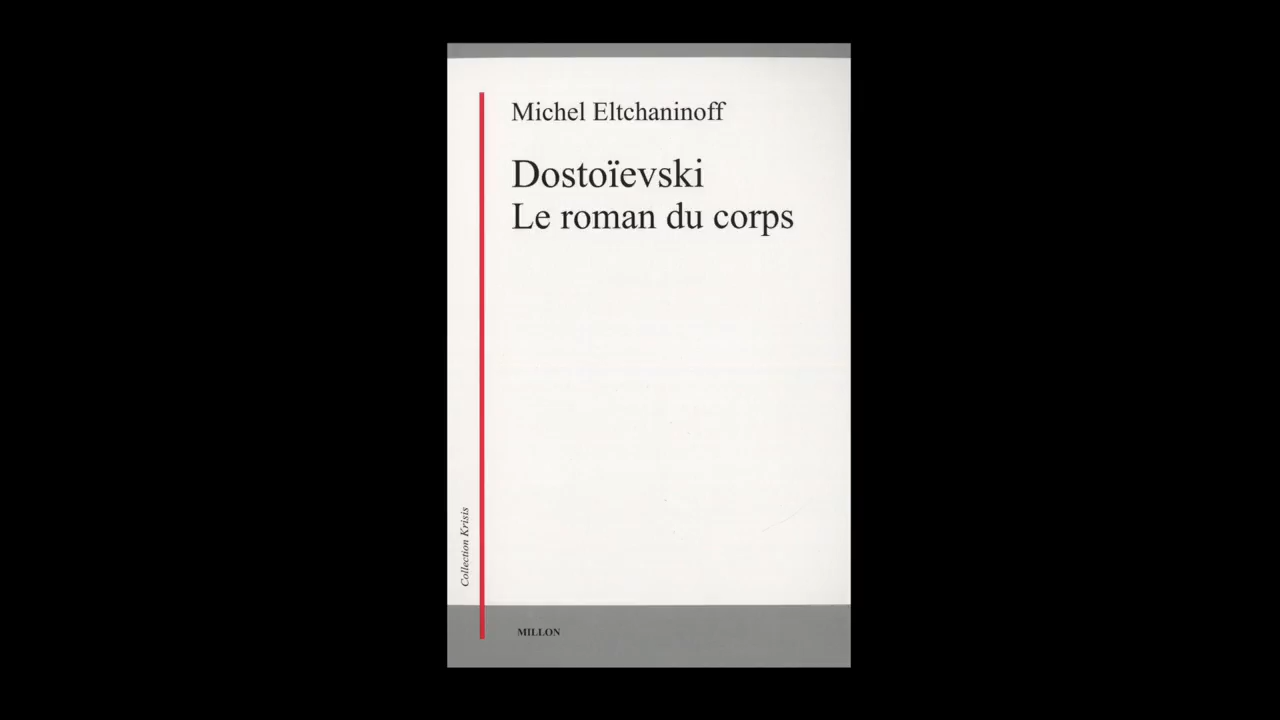 Michel Eltchaninoff
Dostoïevski
Le roman du corps
Collection Krisis
MILLON